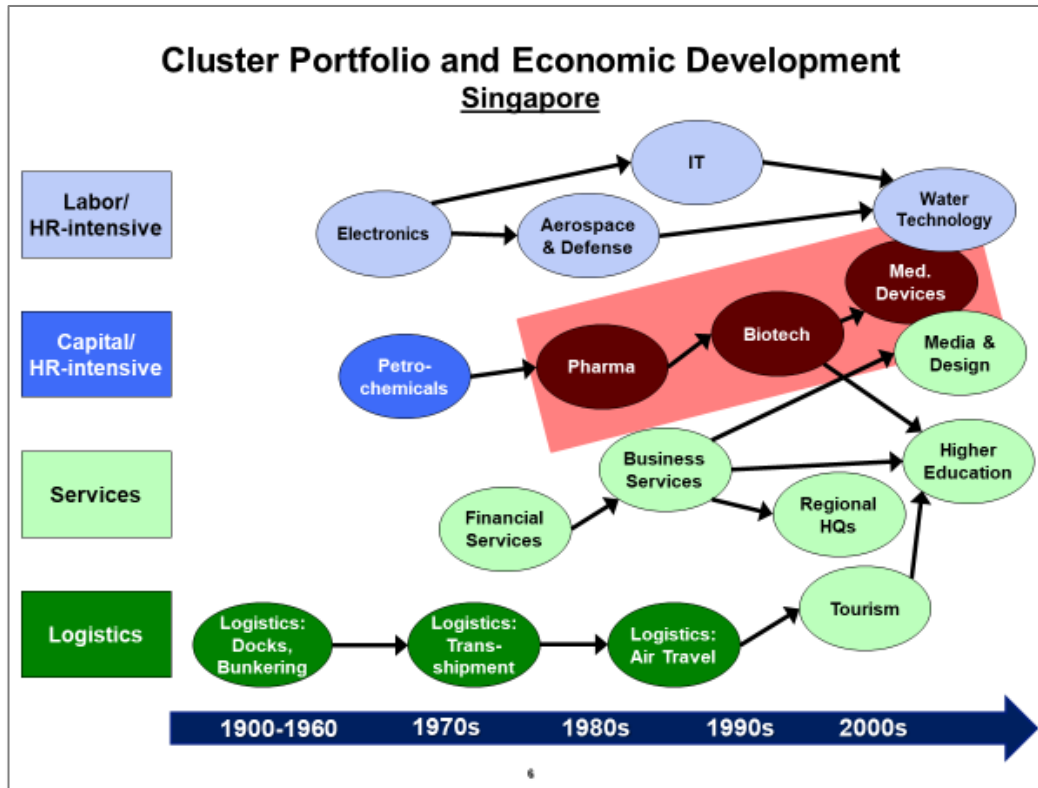 Cluster Portfolio and Economic Development
Singapore
Labor/
HR-intensive
Electronics
IT
Aerospace
& Defense
Water
Technology
Capital/
HR-intensive
Petro-
chemicals
Pharma
Biotech
Med.
Devices
Media &
Design
Services
Financial
Services
Business
Services
Regional
HQs
Higher
Education
Logistics
Logistics:
Docks,
Bunkering
Logistics:
Trans-
shipment
Logistics:
Air Travel
Tourism
1900-1960
1970s
1980s
1990s
2000s
6